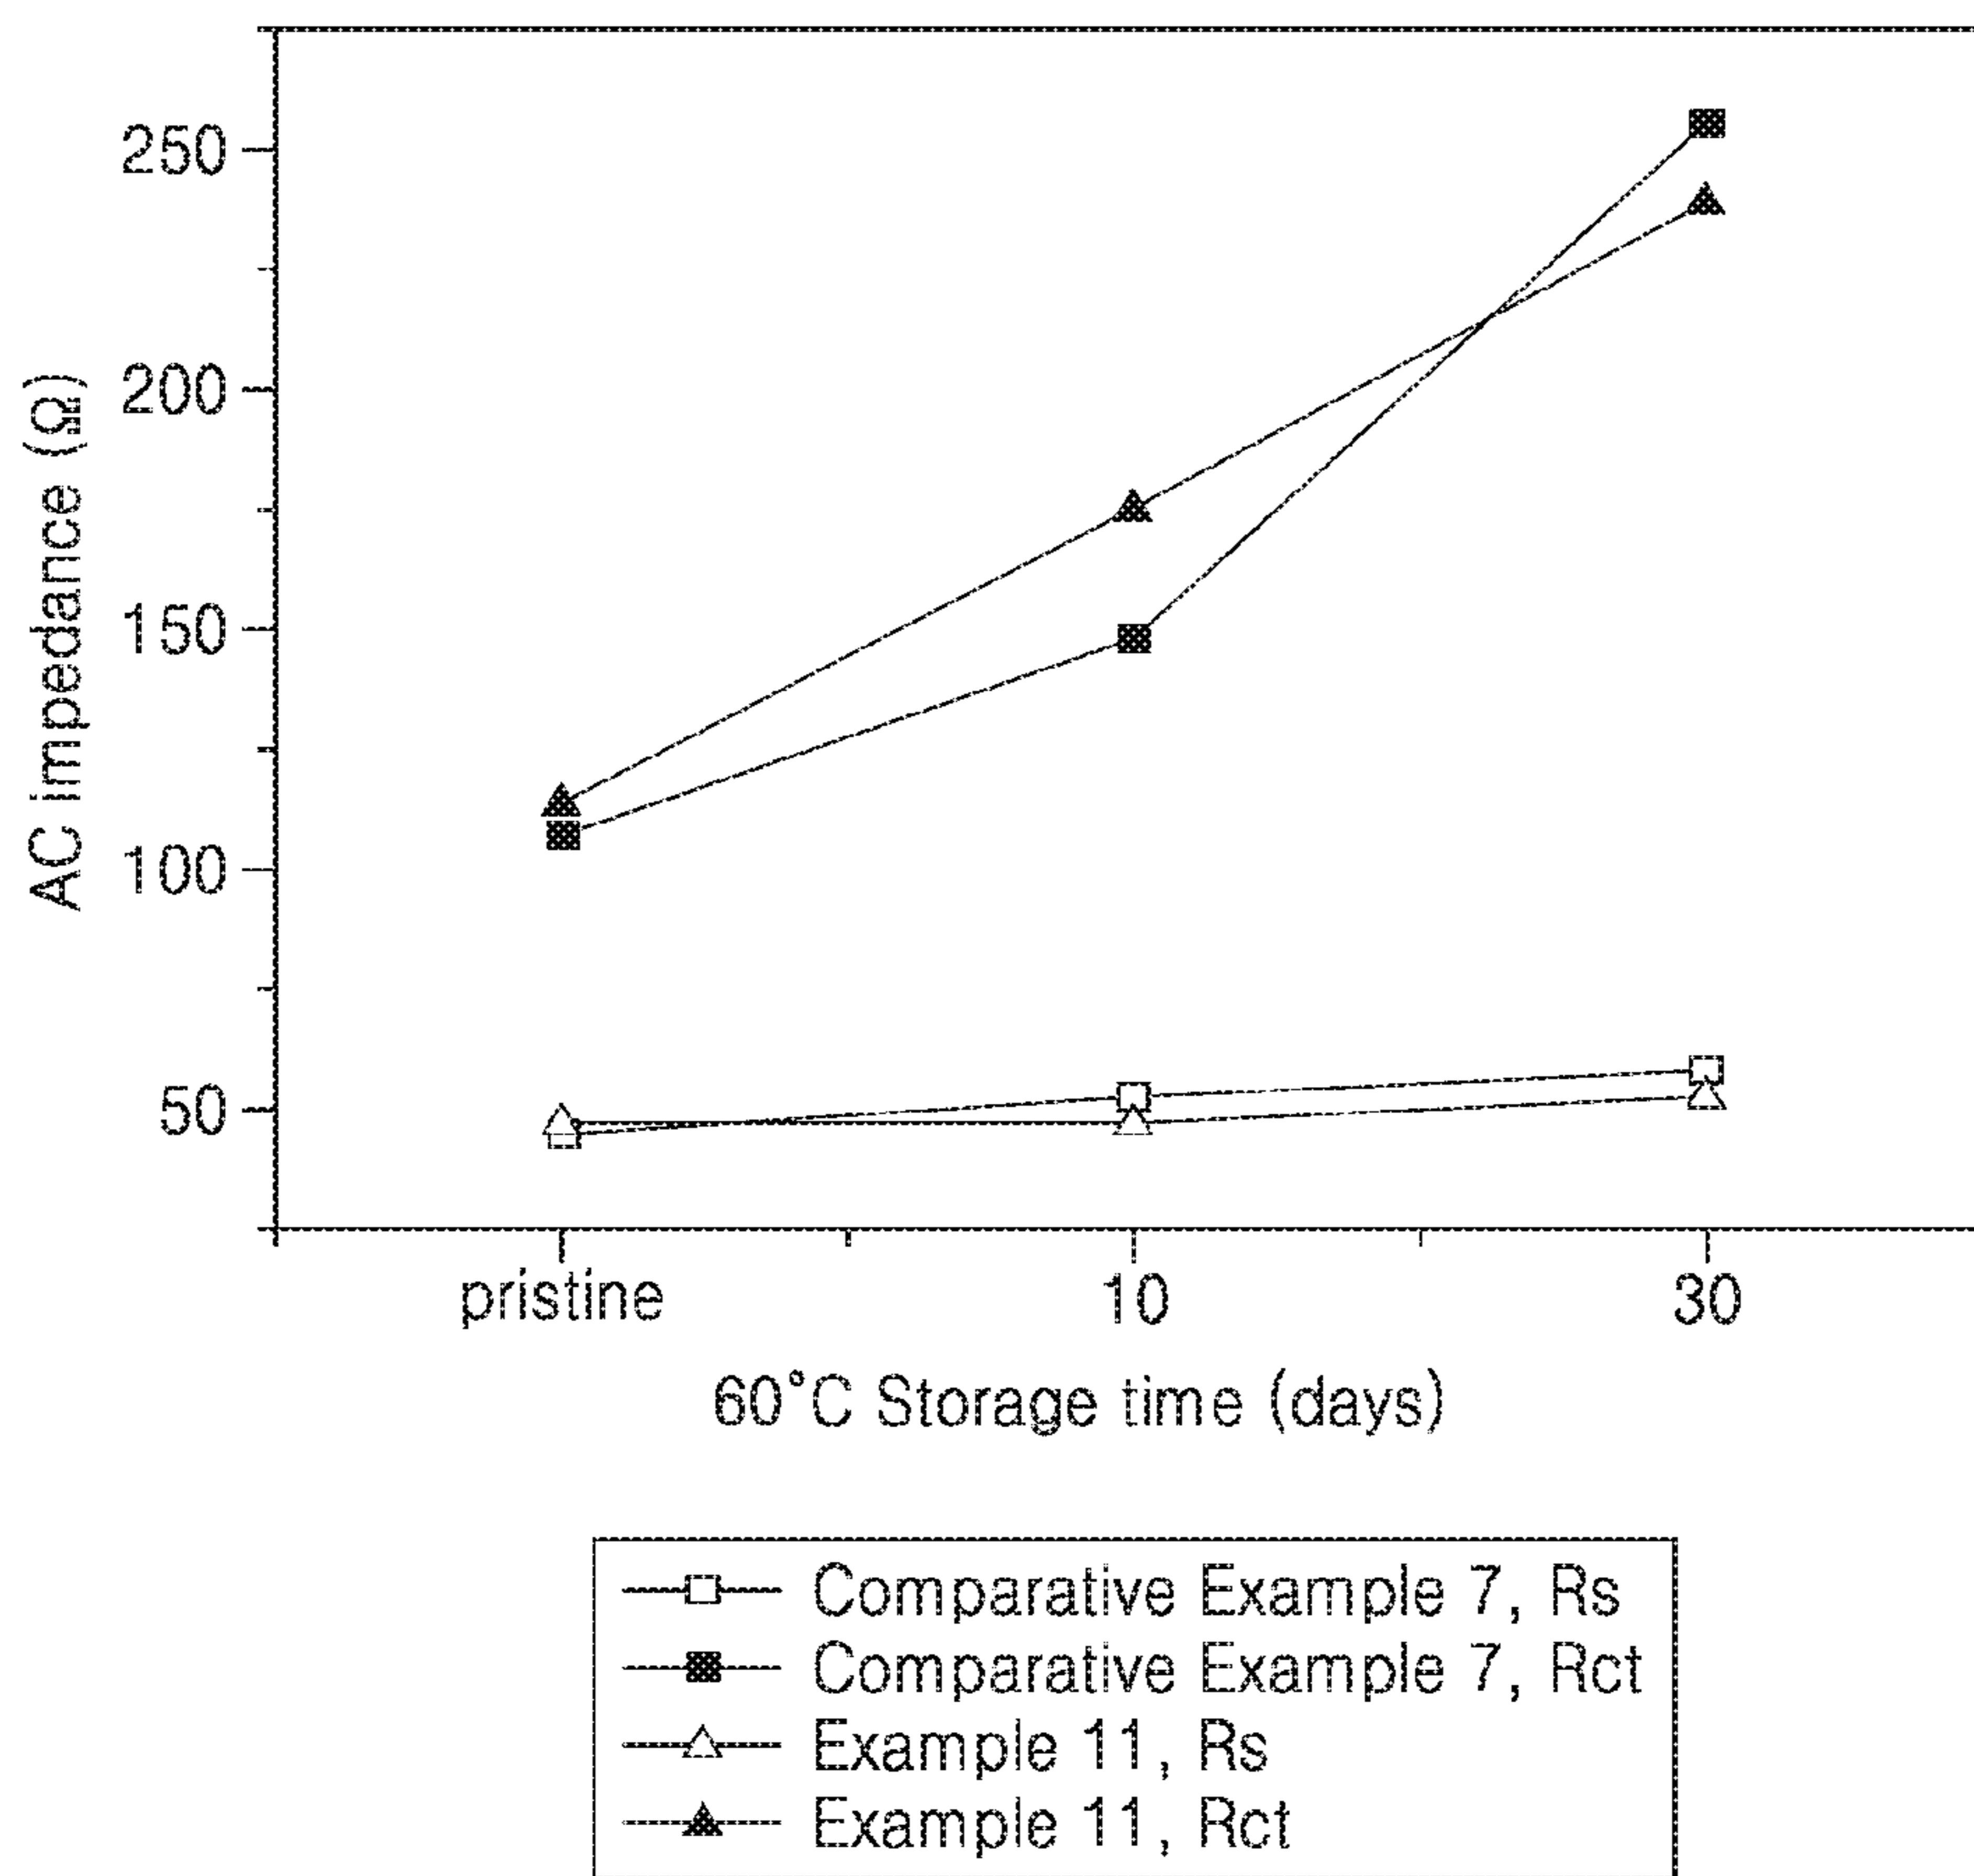 250
200
150
100
50
AC impedance (Ω)
pristine 10 30
60°C Storage time (days)
Comparative Example 7, Rs
Comparative Example 7, Rct
Example 11, Rs
Example 11, Rct